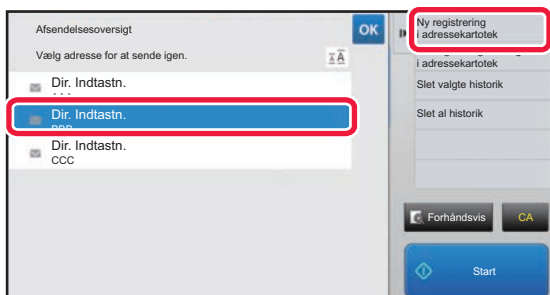 Afsendelsesoversigt
OK
Vælg adresse for at sende igen.
Dir. Indtastn.
Dir. Indtastn.
BBB
Dir. Indtastn.
CCC
Ny registrering
i adressekartotek
i adressekartotek
Slet valgte historik
Slet al historik
Forhåndsvis
CA
Start